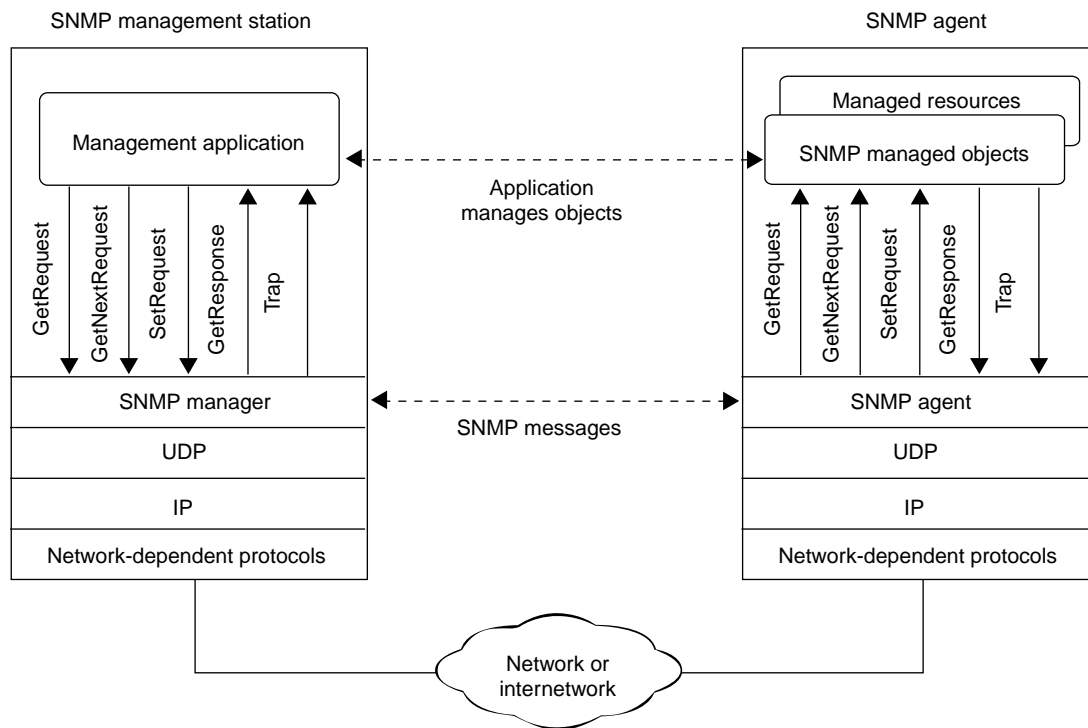 SNMP management station
Management application
GetRequest
GetNextRequest
SetRequest
GetResponse
Trap
SNMP manager
UDP
IP
Network-dependent protocols
Application
manages objects
SNMP messages
SNMP agent
Managed resources
SNMP managed objects
GetRequest
GetNextRequest
SetRequest
GetResponse
Trap
SNMP agent
UDP
IP
Network-dependent protocols
Network or
internetwork